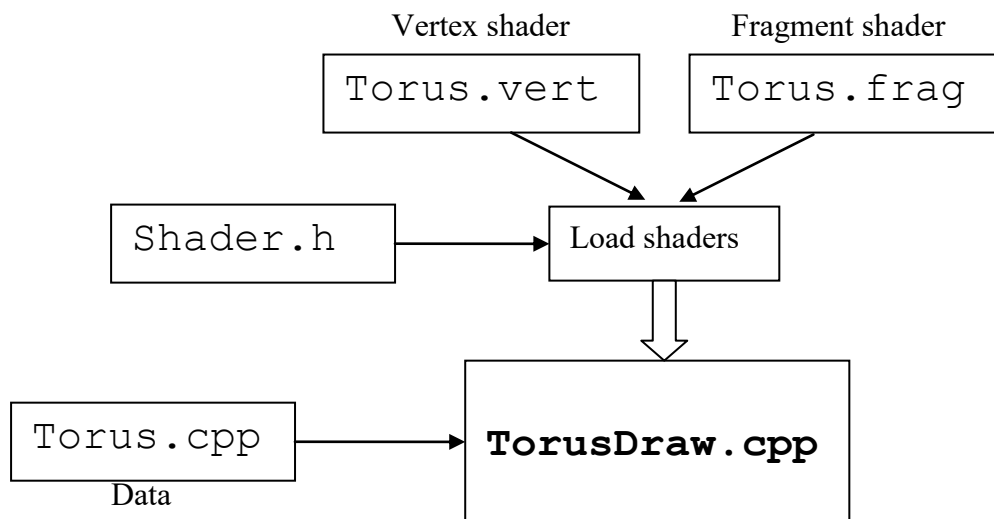 Vertex shader
Fragment shader
Torus.vert
Torus.frag
Shader.h
Load shaders
Torus.cpp
TorusDraw.cpp
Data